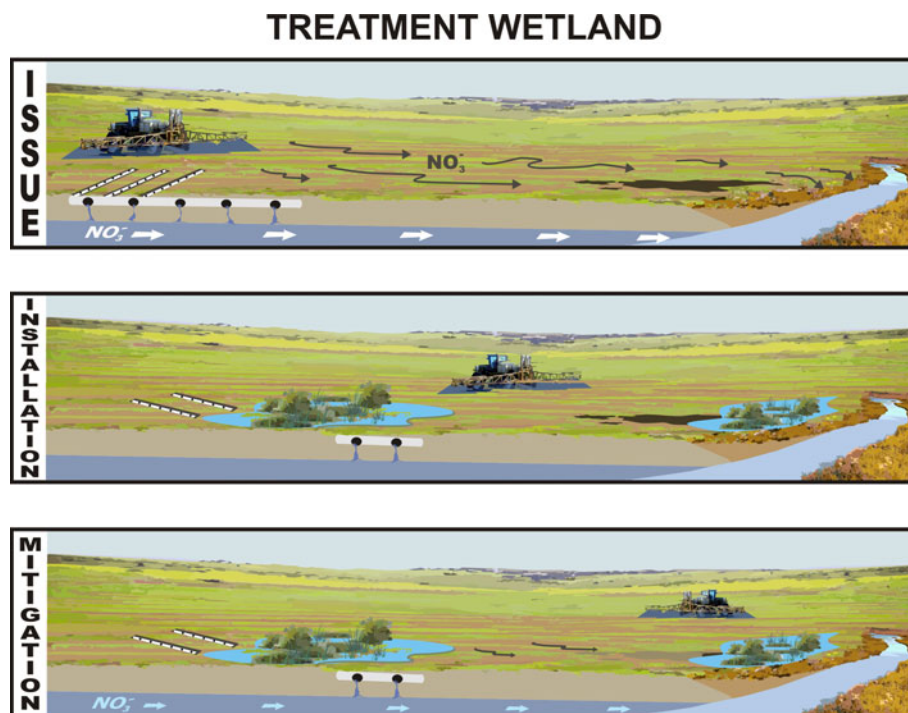 TREATMENT WETLAND
ISSUE
NO₃⁻
NO₃⁻
INSTALLATION
MITIGATION
NO₃⁻